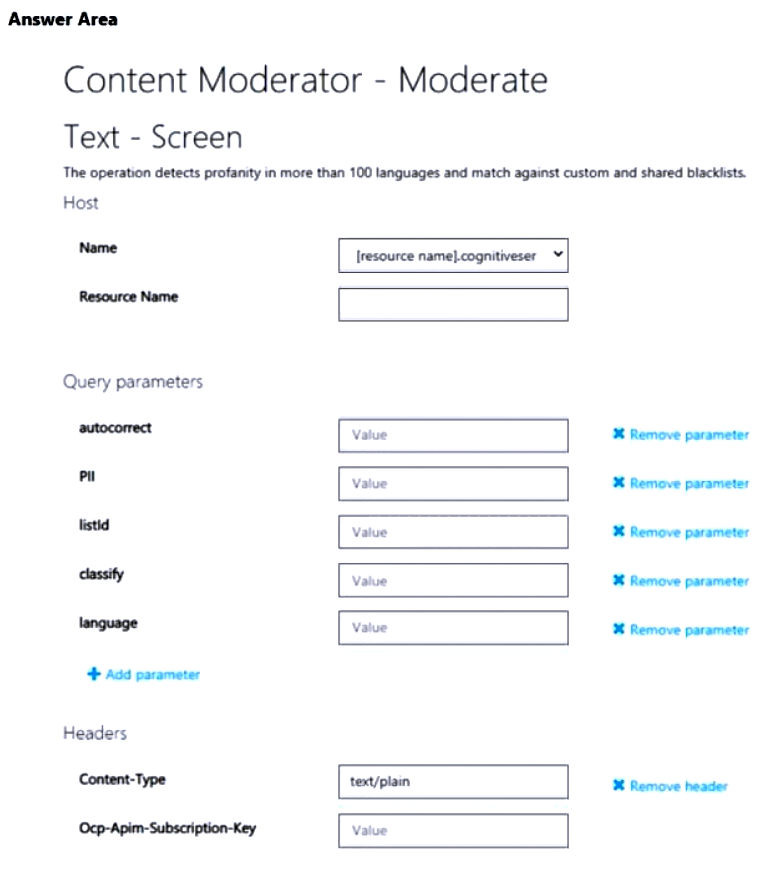 Answer Area
Content Moderator - Moderate
Text - Screen
The operation detects profanity in more than 100 languages and match against custom and shared blacklists.
Host
Name [resource name].cognitiveser
Resource Name
Query parameters
autocorrect Value ✖ Remove parameter
PII Value ✖ Remove parameter
listId Value ✖ Remove parameter
classify Value ✖ Remove parameter
language Value ✖ Remove parameter
✚ Add parameter
Headers
Content-Type text/plain ✖ Remove header
Ocp-Apim-Subscription-Key Value